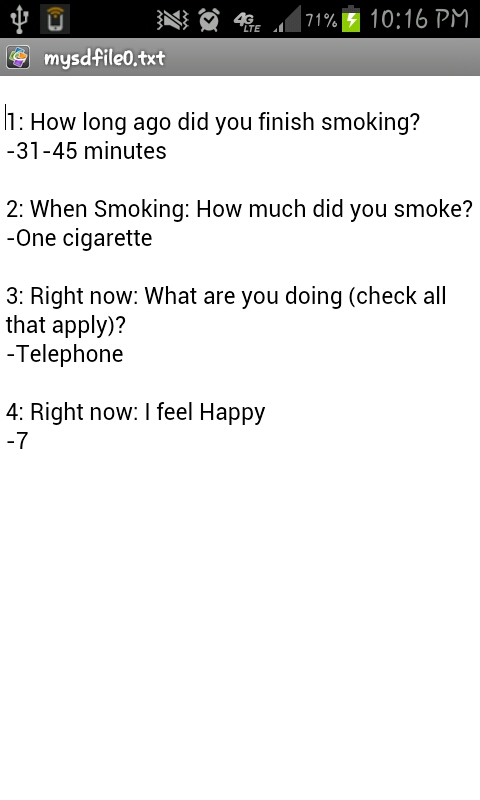 4G
LTE
71%
10:16 PM
mysdfile0.txt
1: How long ago did you finish smoking?
-31-45 minutes
2: When Smoking: How much did you smoke?
-One cigarette
3: Right now: What are you doing (check all
that apply)?
-Telephone
4: Right now: I feel Happy
-7